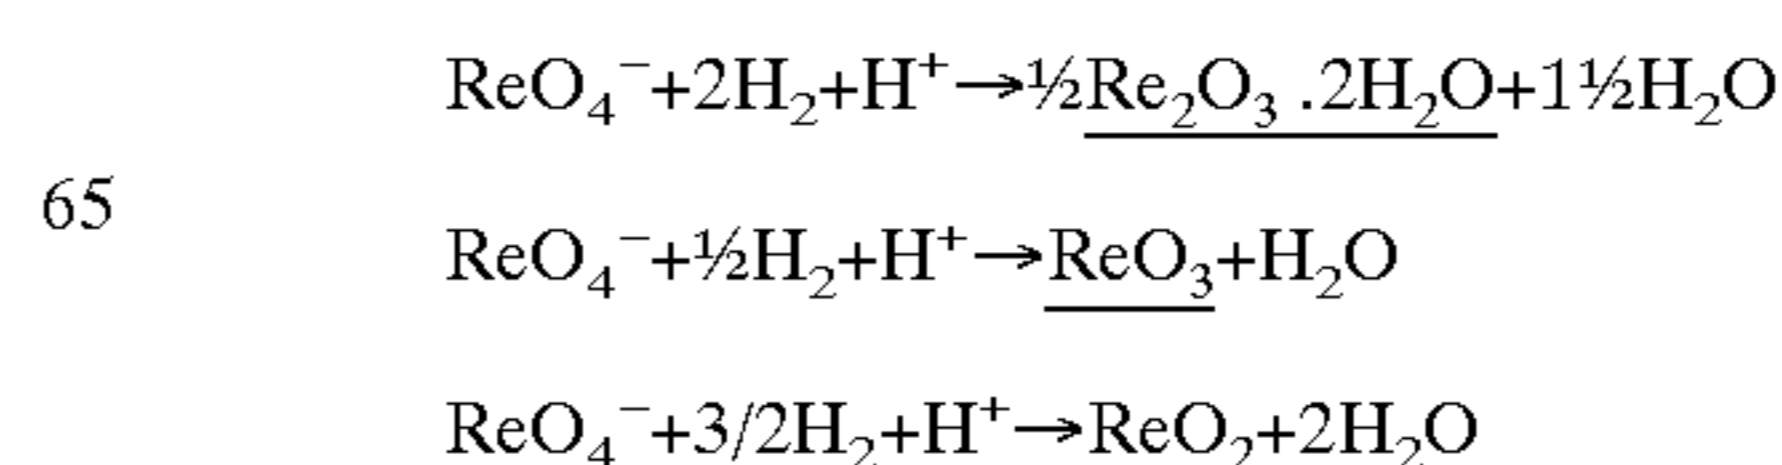 ReO₄⁻+2H₂+H⁺→½Re₂O₃ .2H₂O+1½H₂O
65
ReO₄⁻+½H₂+H⁺→ReO₃+H₂O
ReO₄⁻+3/2H₂+H⁺→ReO₂+2H₂O